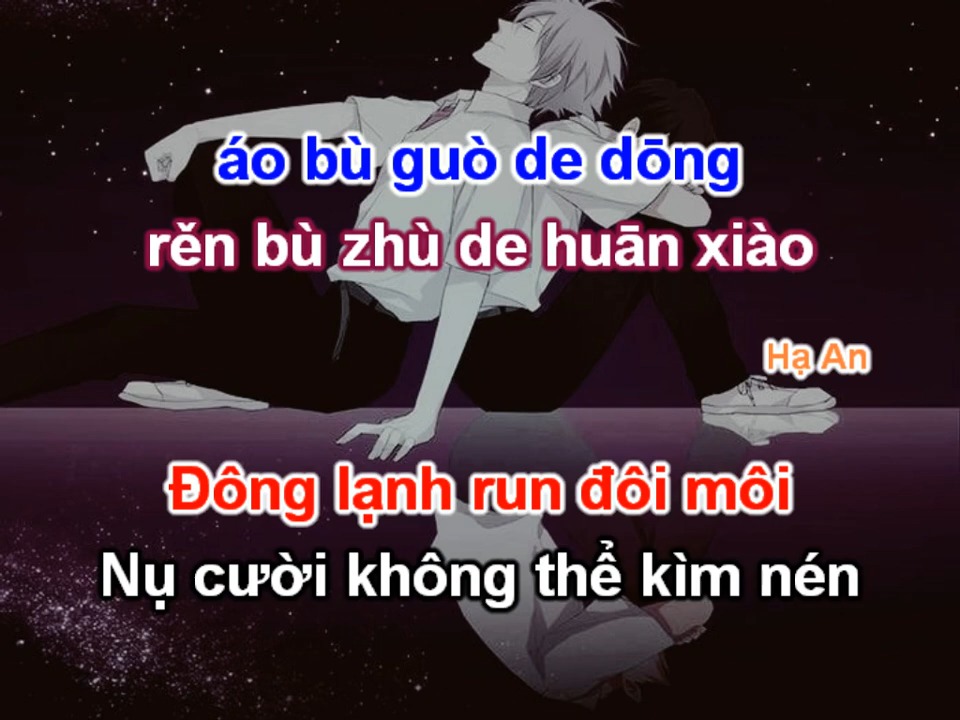 áo bù guò de dōng
rěn bù zhù de huān xiào
Hạ An
Đông lạnh run đôi môi
Nụ cười không thể kìm nén